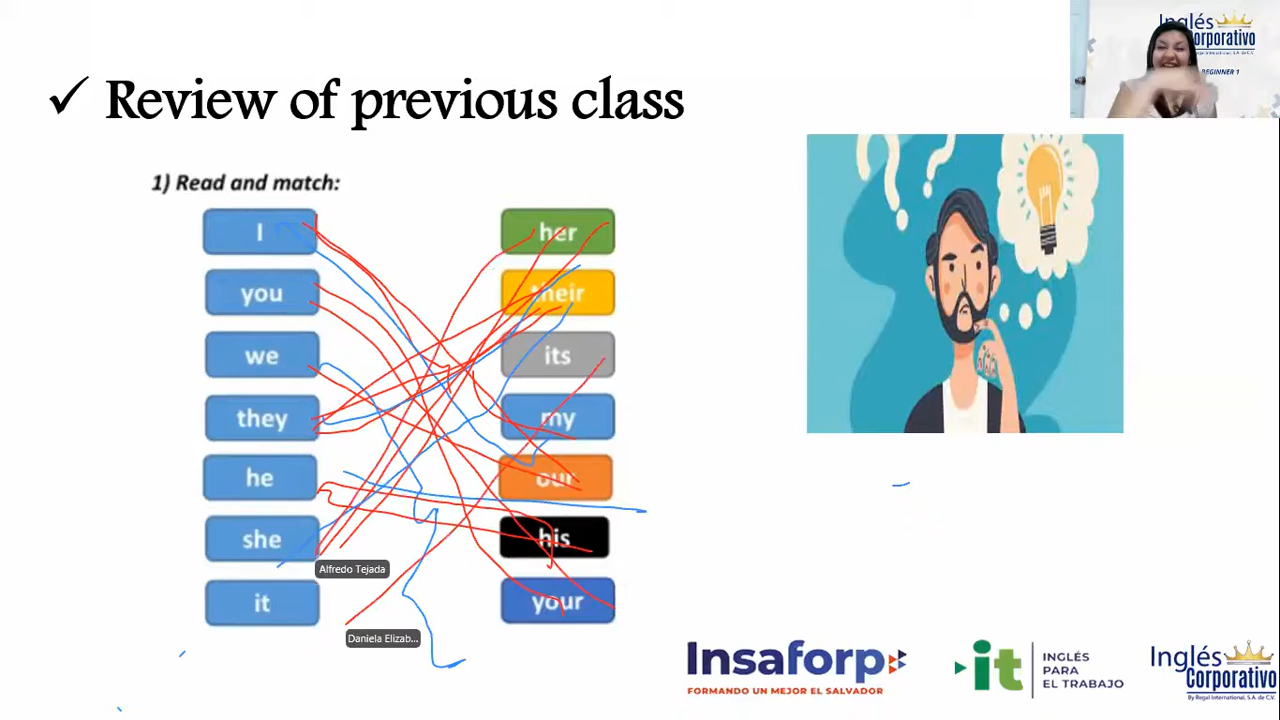 Inglés
Corporativo
BEGINNER 1
✓ Review of previous class
1) Read and match:
I
her
you
their
we
its
they
my
he
our
she
his
it
your
Alfredo Tejada
Daniela Elizab...
Insaforp
FORMANDO UN MEJOR EL SALVADOR
it
INGLÉS
PARA
EL TRABAJO
Inglés
Corporativo
By Regal International, S.A. de C.V.